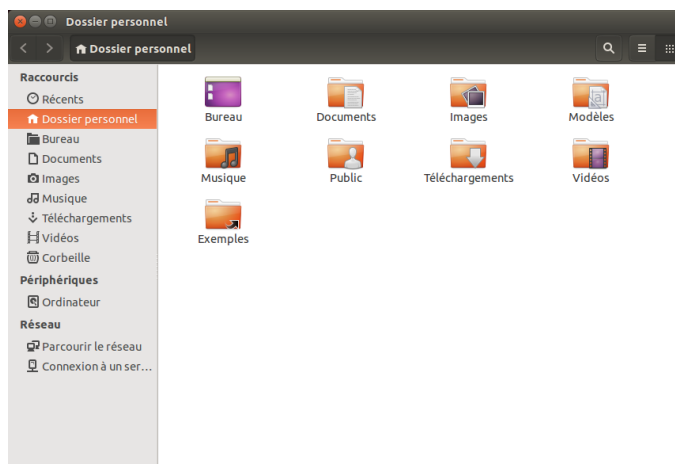 Dossier personnel
Dossier personnel
Raccourcis
Récents
Dossier personnel
Bureau
Documents
Images
Musique
Téléchargements
Vidéos
Corbeille
Périphériques
Ordinateur
Réseau
Parcourir le réseau
Connexion à un ser...
Bureau Documents Images Modèles
Musique Public Téléchargements Vidéos
Exemples